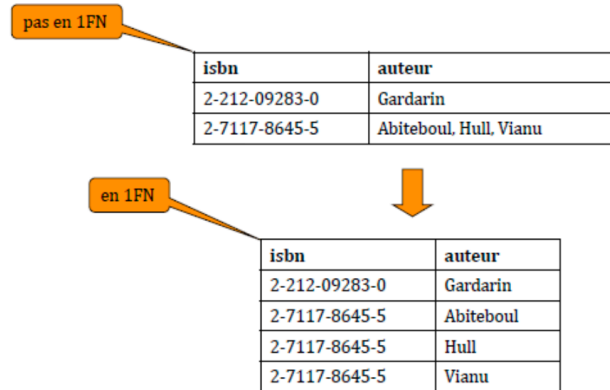 pas en 1FN
isbn auteur
2-212-09283-0 Gardarin
2-7117-8645-5 Abiteboul, Hull, Vianu
en 1FN
isbn auteur
2-212-09283-0 Gardarin
2-7117-8645-5 Abiteboul
2-7117-8645-5 Hull
2-7117-8645-5 Vianu